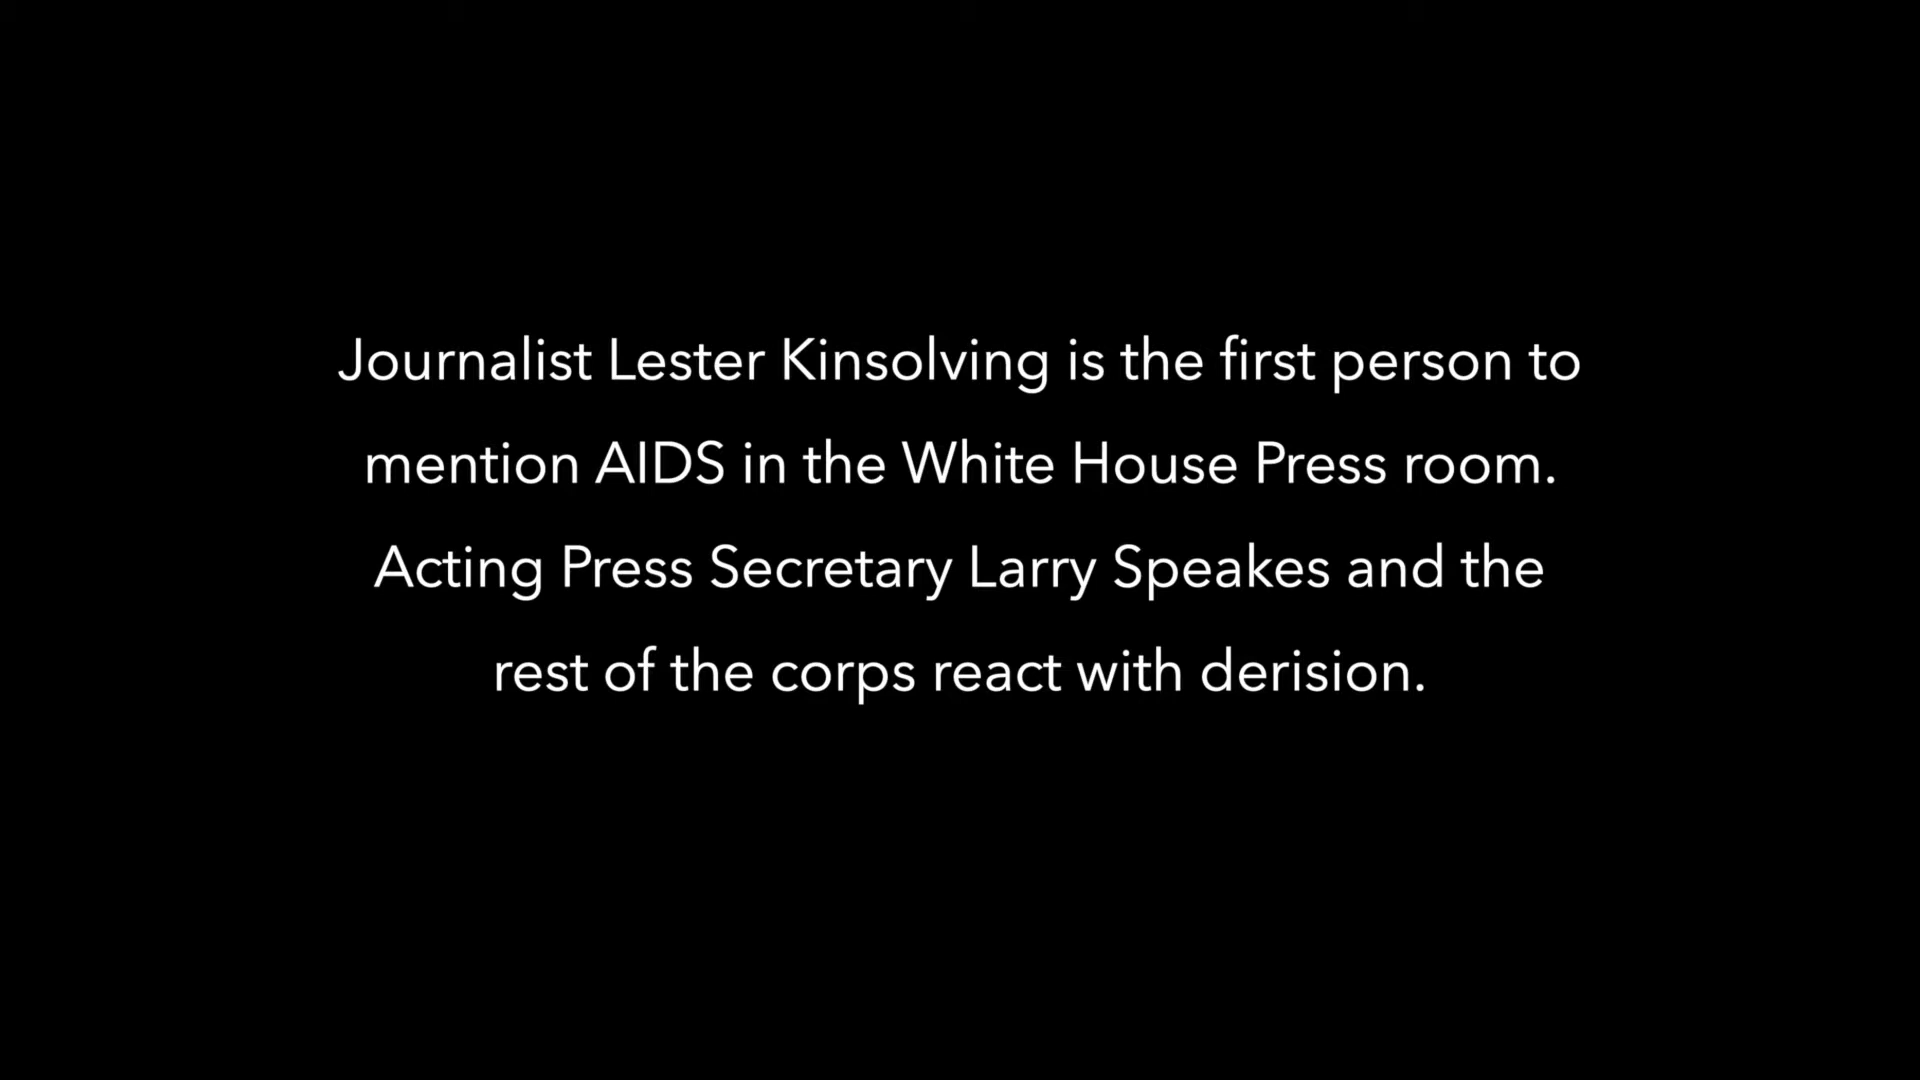 Journalist Lester Kinsolving is the first person to
mention AIDS in the White House Press room.
Acting Press Secretary Larry Speakes and the
rest of the corps react with derision.